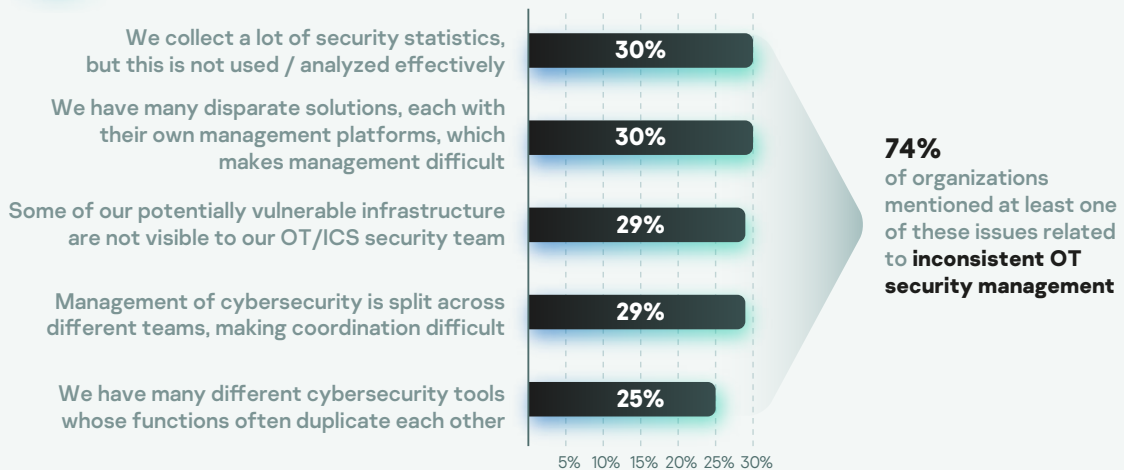 We collect a lot of security statistics,
but this is not used / analyzed effectively
30%
We have many disparate solutions, each with
their own management platforms, which
makes management difficult
30%
Some of our potentially vulnerable infrastructure
are not visible to our OT/ICS security team
29%
Management of cybersecurity is split across
different teams, making coordination difficult
29%
We have many different cybersecurity tools
whose functions often duplicate each other
25%
5% 10% 15% 20% 25% 30%
74%
of organizations
mentioned at least one
of these issues related
to inconsistent OT
security management